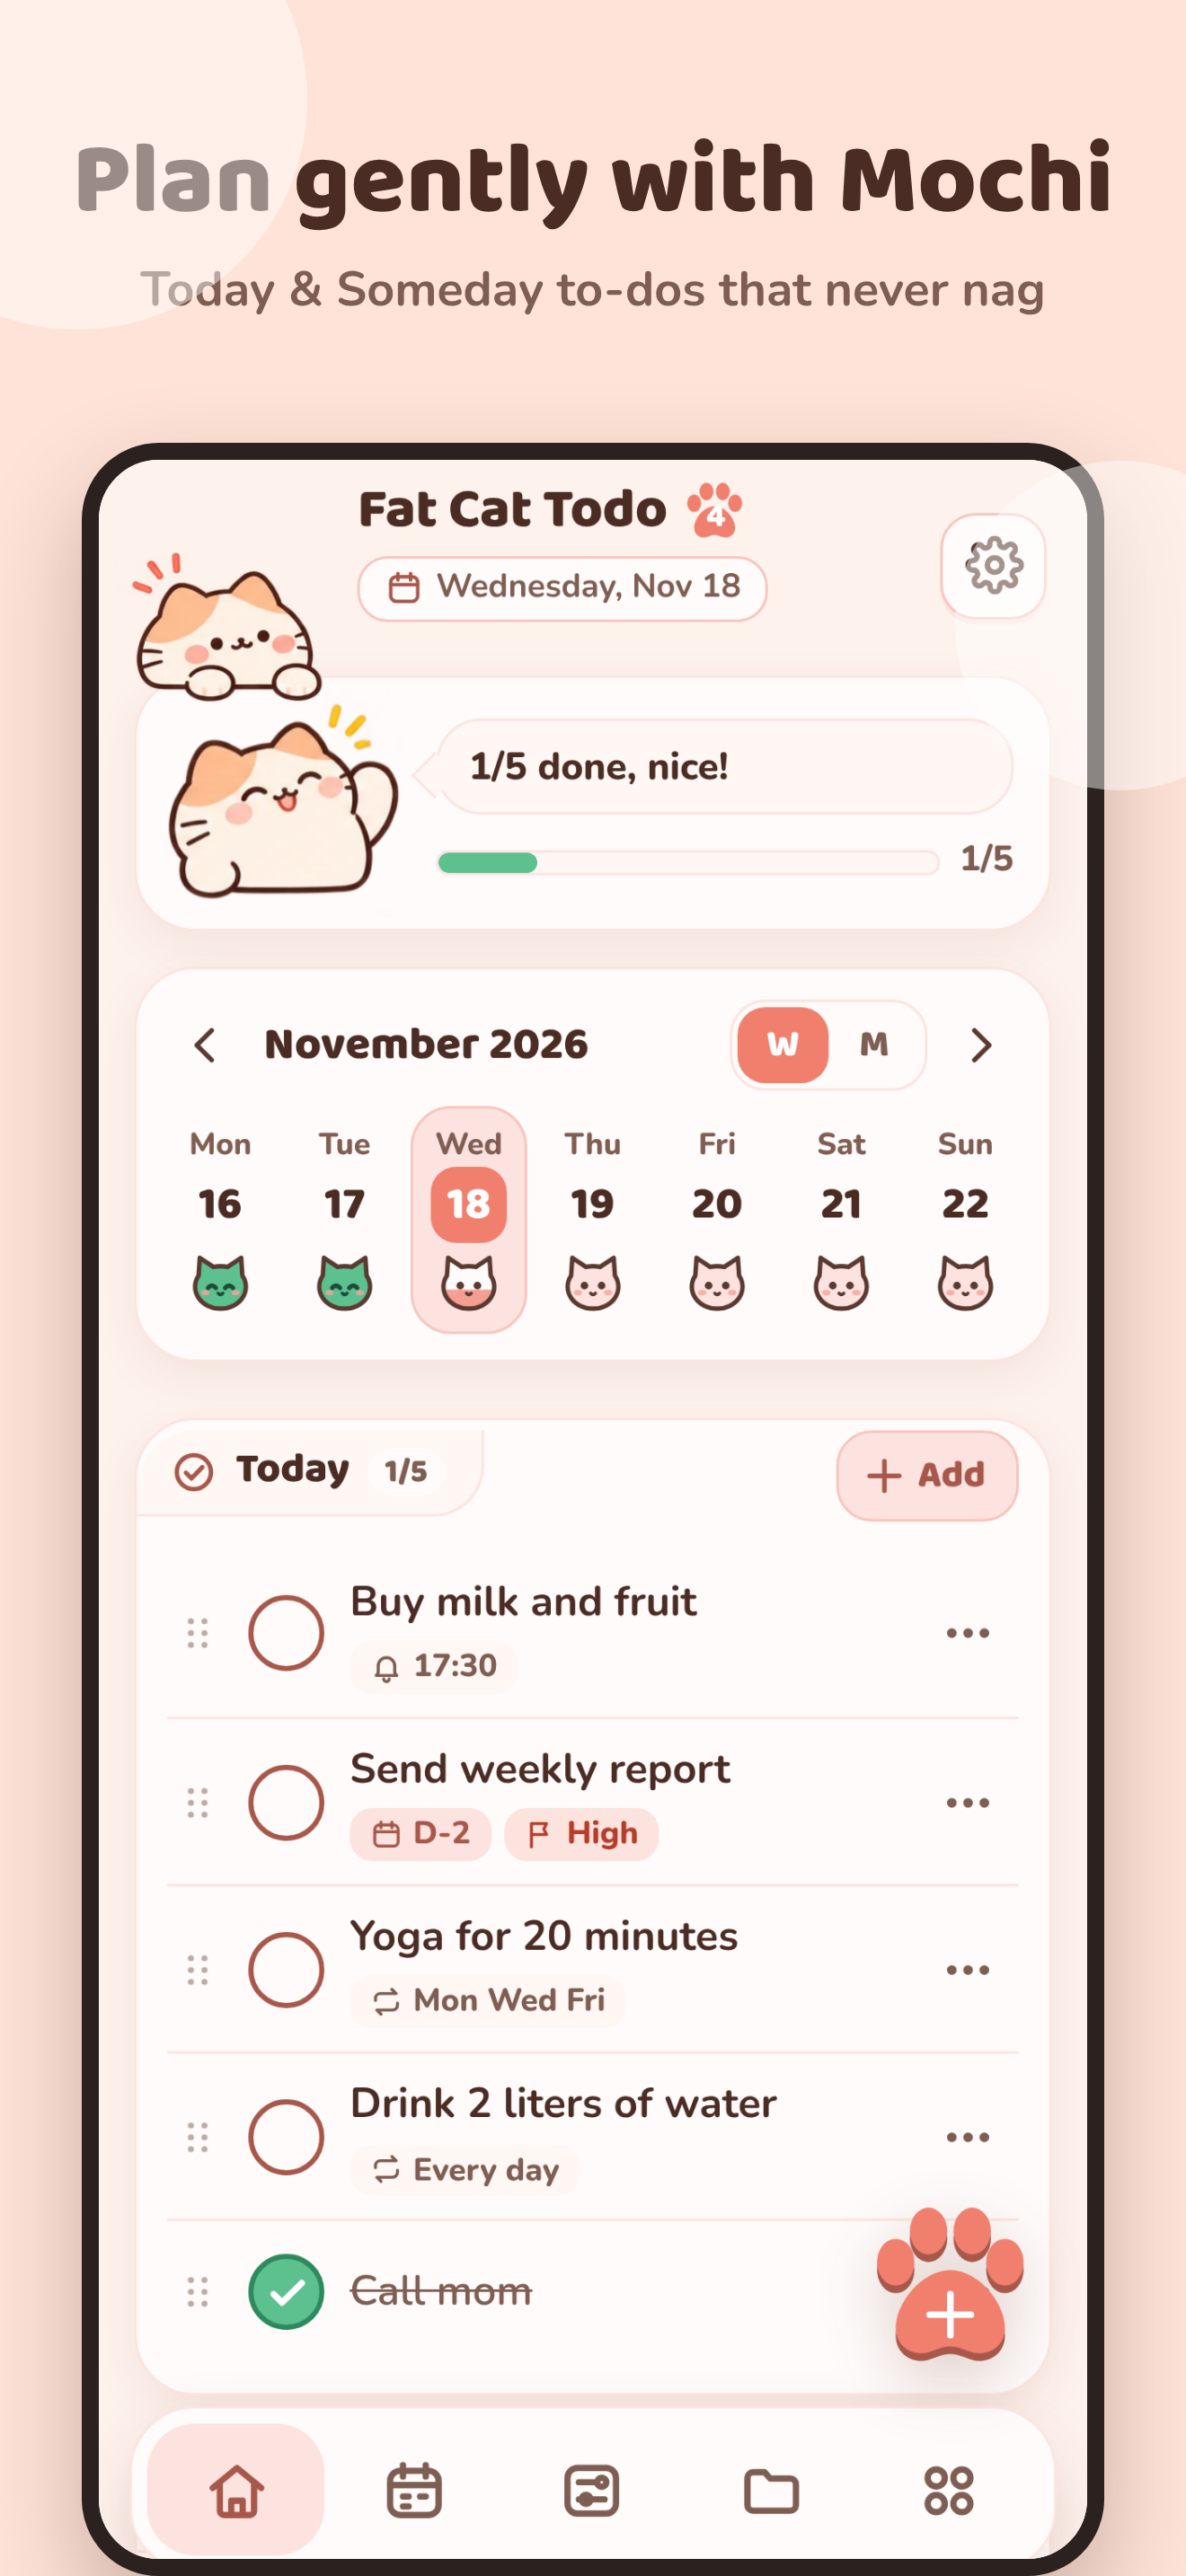 Plan gently with Mochi
Today & Someday to-dos that never nag
Fat Cat Todo 4
Wednesday, Nov 18
1/5 done, nice!
1/5
November 2026 W M
Mon Tue Wed Thu Fri Sat Sun
16 17 18 19 20 21 22
Today 1/5 + Add
Buy milk and fruit
17:30
Send weekly report
D-2 High
Yoga for 20 minutes
Mon Wed Fri
Drink 2 liters of water
Every day
Call mom